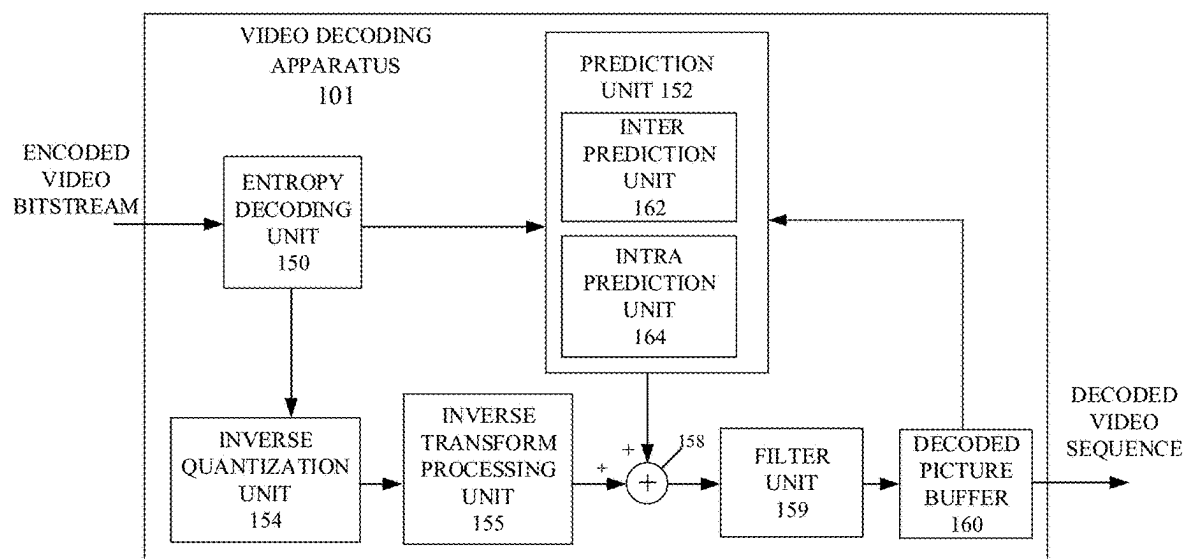 VIDEO DECODING
APPARATUS
101
PREDICTION
UNIT 152
INTER
PREDICTION
UNIT
162
INTRA
PREDICTION
UNIT
164
ENCODED
VIDEO
BITSTREAM
ENTROPY
DECODING
UNIT
150
INVERSE
QUANTIZATION
UNIT
154
INVERSE
TRANSFORM
PROCESSING
UNIT
155
+
+
+
158
FILTER
UNIT
159
DECODED
PICTURE
BUFFER
160
DECODED
VIDEO
SEQUENCE